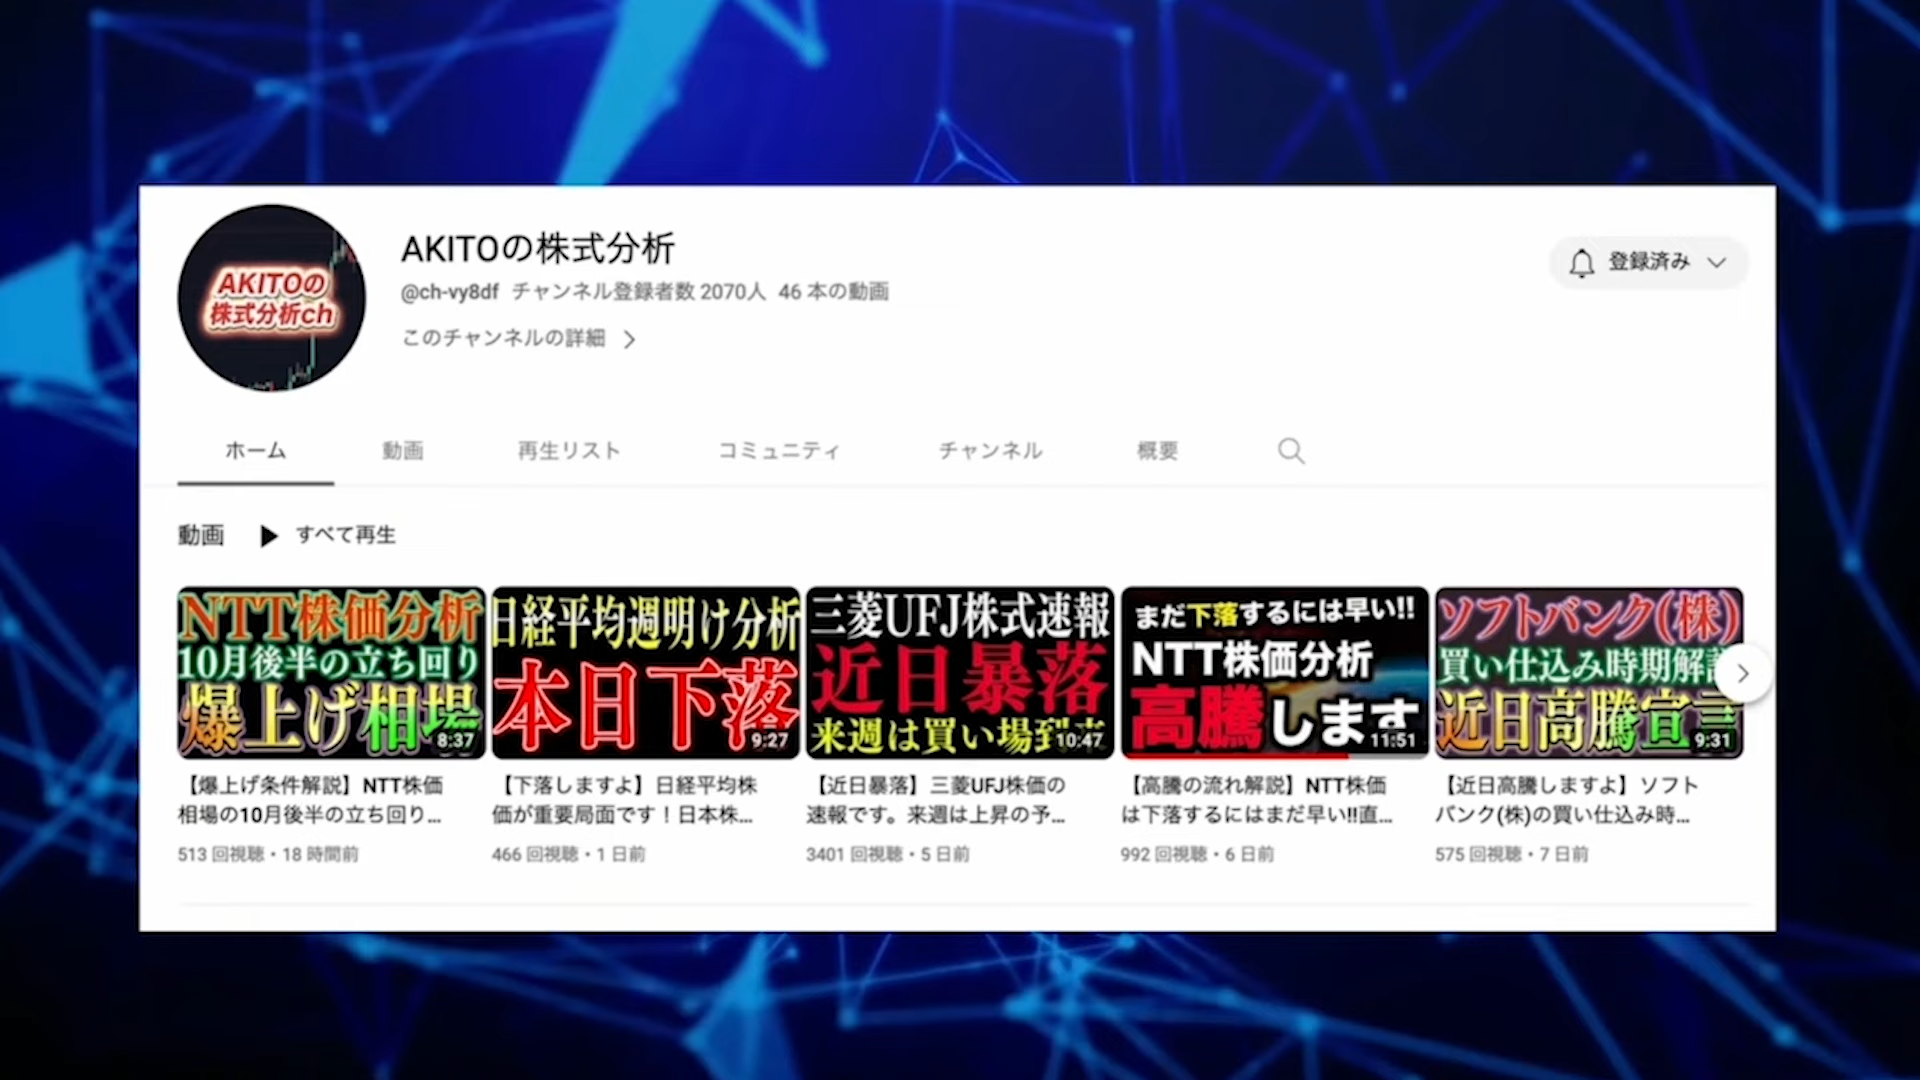 AKITOの
株式分析ch
AKITOの株式分析
@ch-vy8df チャンネル登録者数 2070人 46 本の動画
このチャンネルの詳細
登録済み
ホーム 動画 再生リスト コミュニティ チャンネル 概要
動画 すべて再生
NTT株価分析
10月後半の立ち回り
爆上げ相場
8:37
日経平均週明け分析
本日下落
9:27
三菱UFJ株式速報
近日暴落
来週は買い場到来
10:47
まだ下落するには早い!!
NTT株価分析
高騰します
11:51
ソフトバンク(株)
買い仕込み時期解説
近日高騰宣言
9:31
【爆上げ条件解説】NTT株価
相場の10月後半の立ち回り...
513 回視聴・18 時間前
【下落しますよ】日経平均株
価が重要局面です！日本株...
466 回視聴・1 日前
【近日暴落】三菱UFJ株価の
速報です。来週は上昇の予...
3401 回視聴・5 日前
【高騰の流れ解説】NTT株価
は下落するにはまだ早い!!直...
992 回視聴・6 日前
【近日高騰しますよ】ソフト
バンク(株)の買い仕込み時...
575 回視聴・7 日前